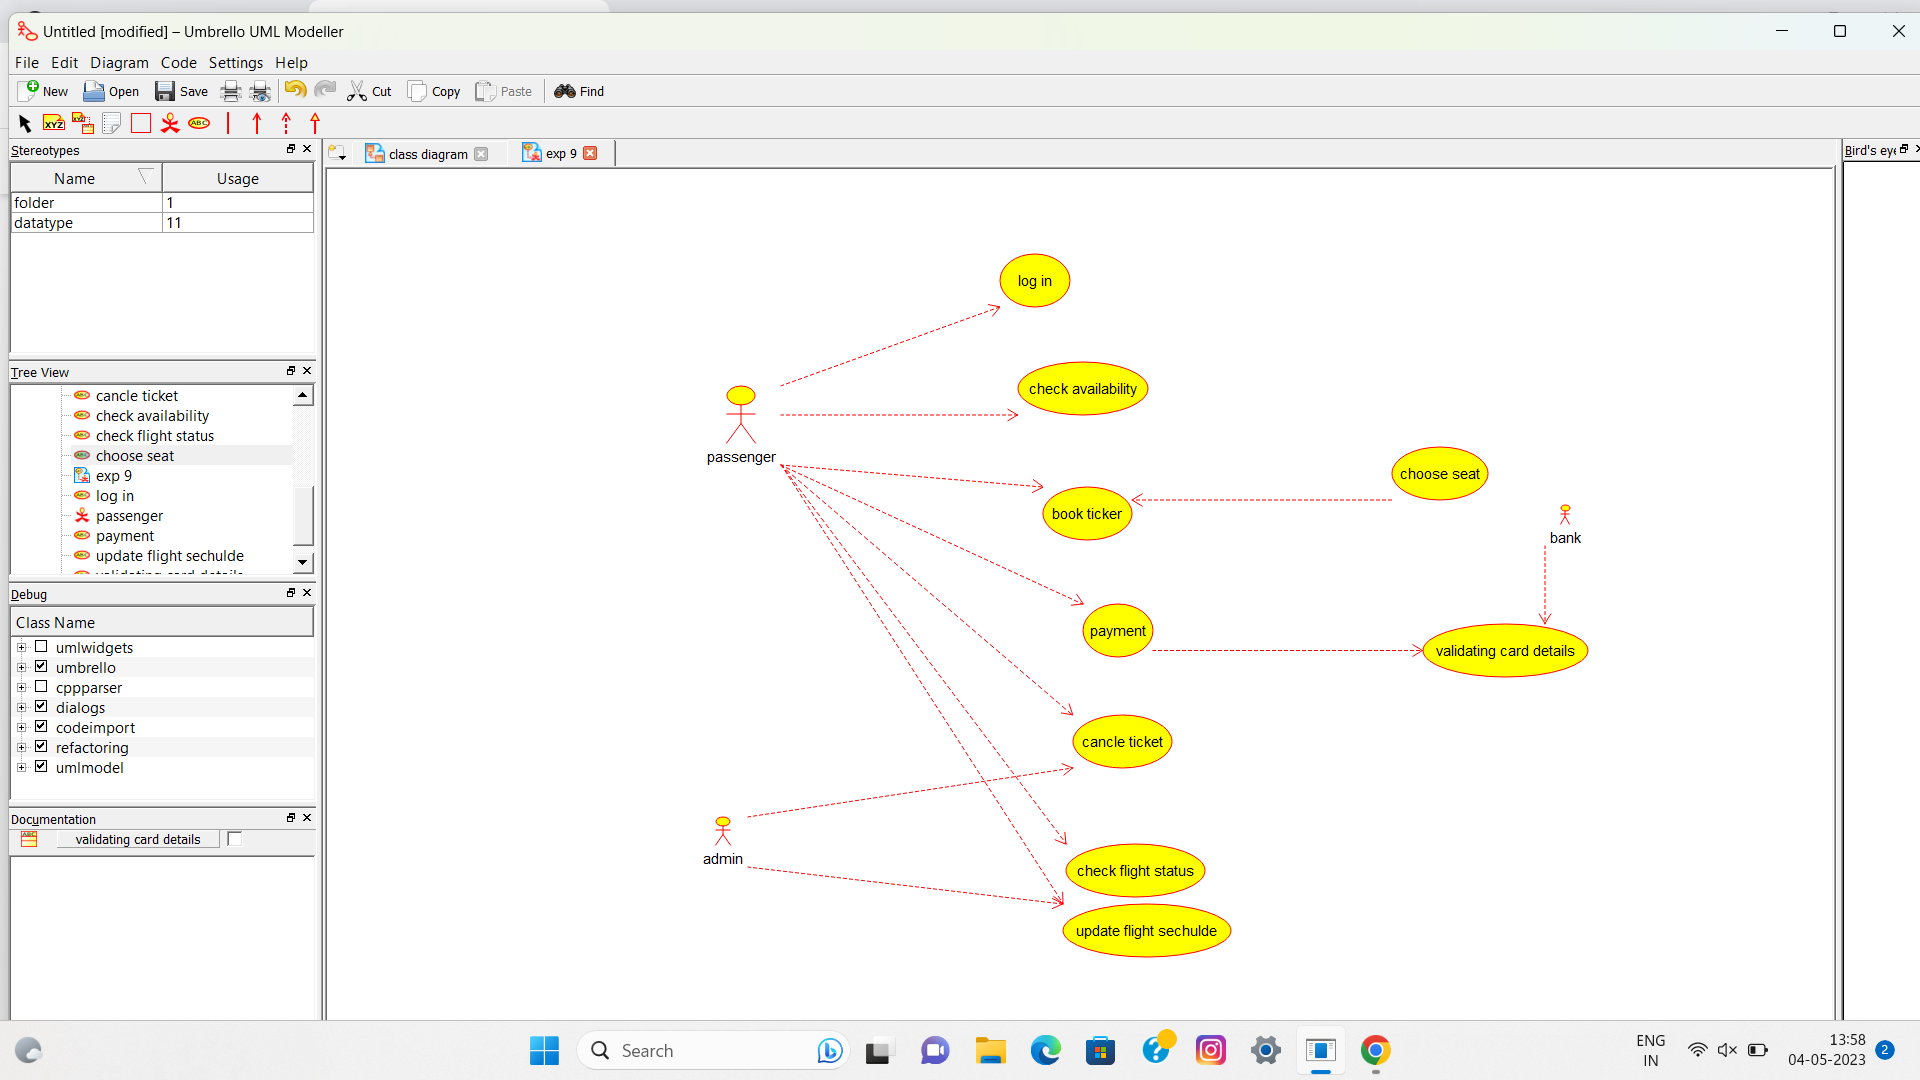 Untitled [modified] – Umbrello UML Modeller
File Edit Diagram Code Settings Help
New Open Save Cut Copy Paste Find
XYZ ABC
Stereotypes
class diagram exp 9
Bird's eye
Name Usage
folder 1
datatype 11
Tree View
cancle ticket
check availability
check flight status
choose seat
exp 9
log in
passenger
payment
update flight sechulde
validating card details
Debug
Class Name
umlwidgets
umbrello
cppparser
dialogs
codeimport
refactoring
umlmodel
Documentation
validating card details
log in
check availability
passenger
choose seat
book ticker
bank
payment
validating card details
cancle ticket
admin
check flight status
update flight sechulde
Search
ENG
IN
13:58
04-05-2023
2